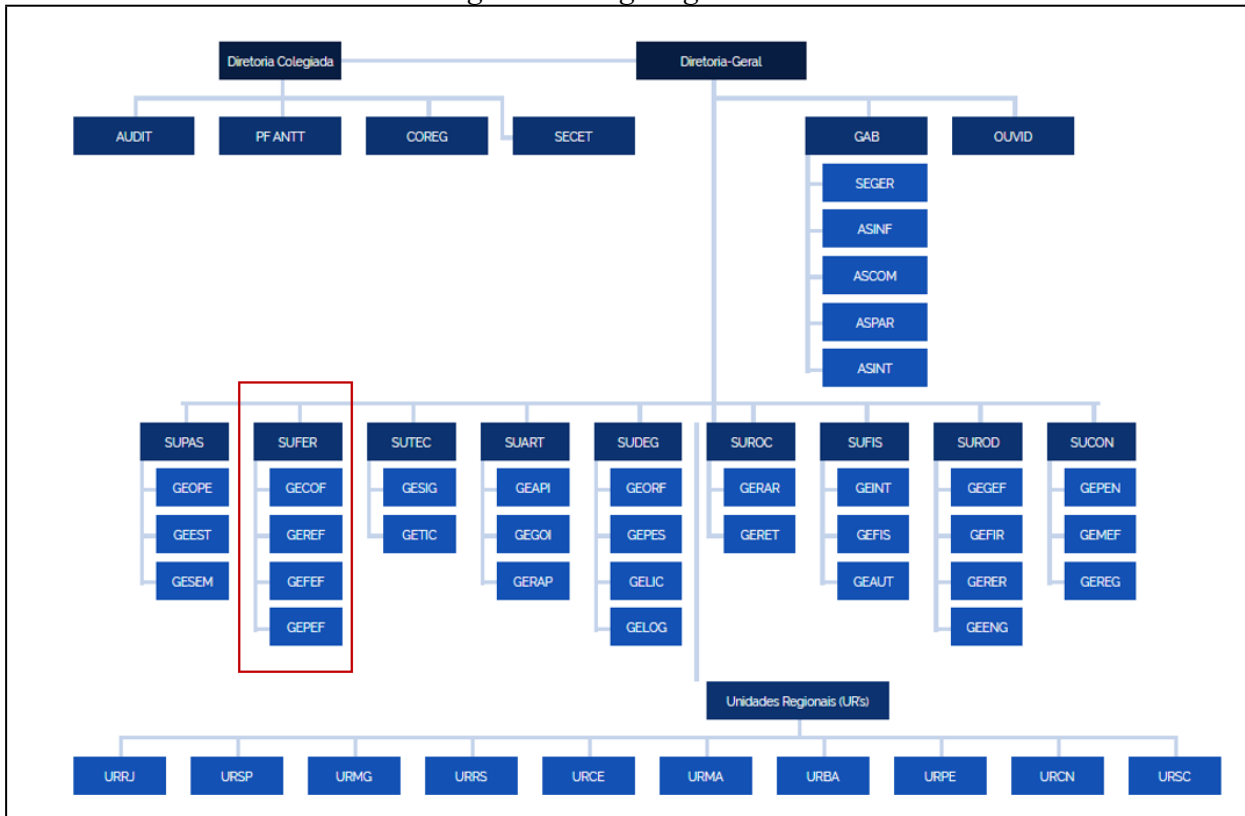 Diretoria Colegiada
Diretoria-Geral
AUDIT
PF ANTT
COREG
SECET
GAB
OUVID
SEGER
ASINF
ASCOM
ASPAR
ASINT
SUPAS
SUFER
SUTEC
SUART
SUDEG
SUROC
SUFIS
SUROD
SUCON
GEOPE
GECOF
GESIG
GEAPI
GEORF
GERAR
GEINT
GEGEF
GEPEN
GEEST
GEREF
GETIC
GEGOI
GEPES
GERET
GEFIS
GEFIR
GEMEF
GESEM
GEFEF
GERAP
GELIC
GEAUT
GERER
GEREG
GEPEF
GELOG
GEENG
Unidades Regionais (UR's)
URRJ
URSP
URMG
URRS
URCE
URMA
URBA
URPE
URCN
URSC